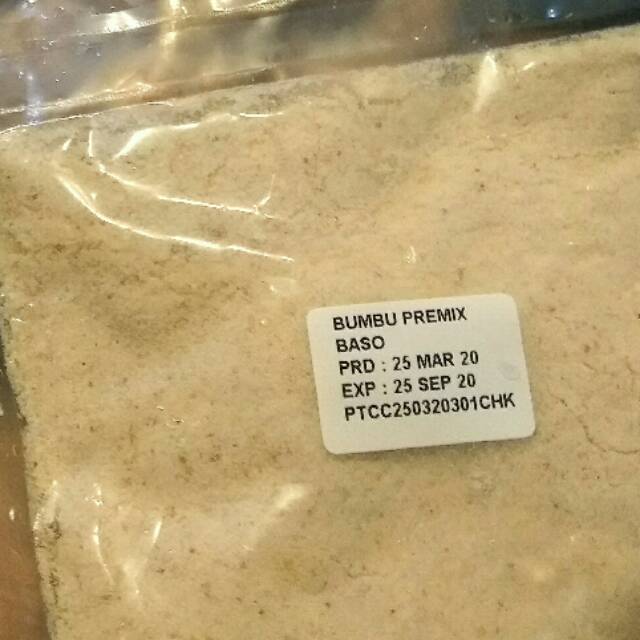 BUMBU PREMIX
BASO
PRD : 25 MAR 20
EXP : 25 SEP 20
PTCC250320301CHK